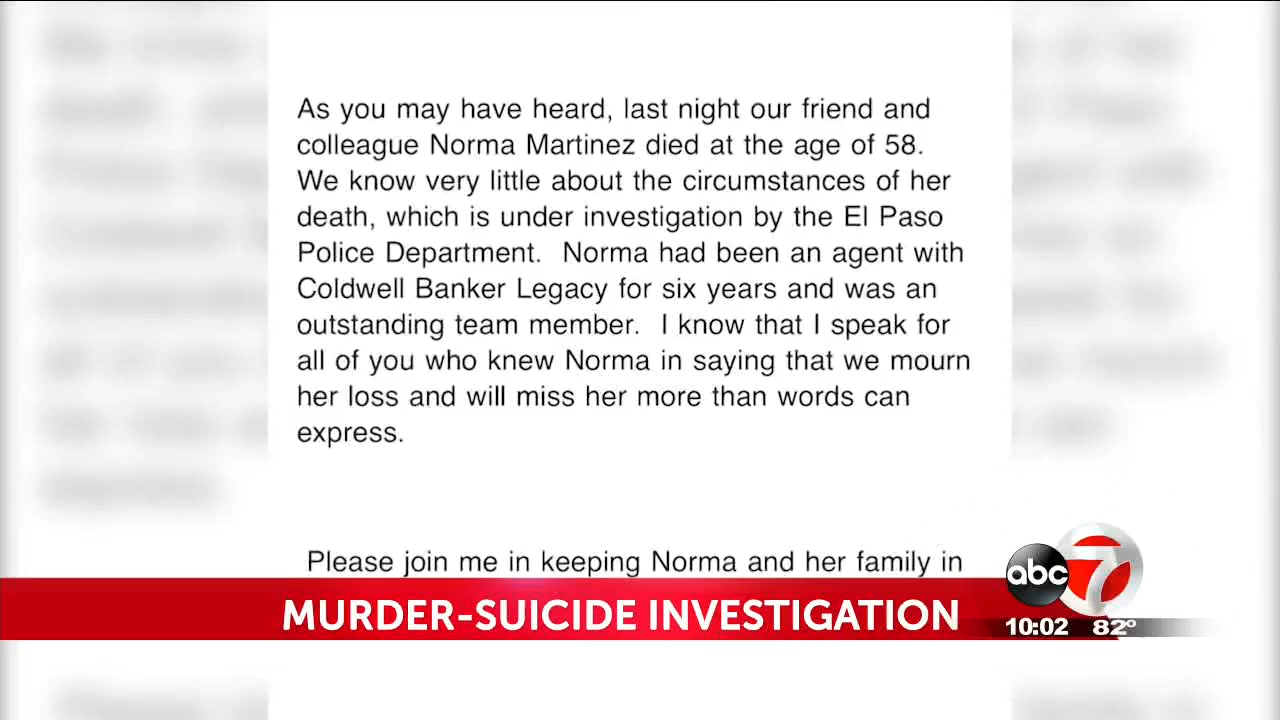 As you may have heard, last night our friend and
colleague Norma Martinez died at the age of 58.
We know very little about the circumstances of her
death, which is under investigation by the El Paso
Police Department.  Norma had been an agent with
Coldwell Banker Legacy for six years and was an
outstanding team member.  I know that I speak for
all of you who knew Norma in saying that we mourn
her loss and will miss her more than words can
express.
Please join me in keeping Norma and her family in
MURDER-SUICIDE INVESTIGATION
abc 7
10:02 82°